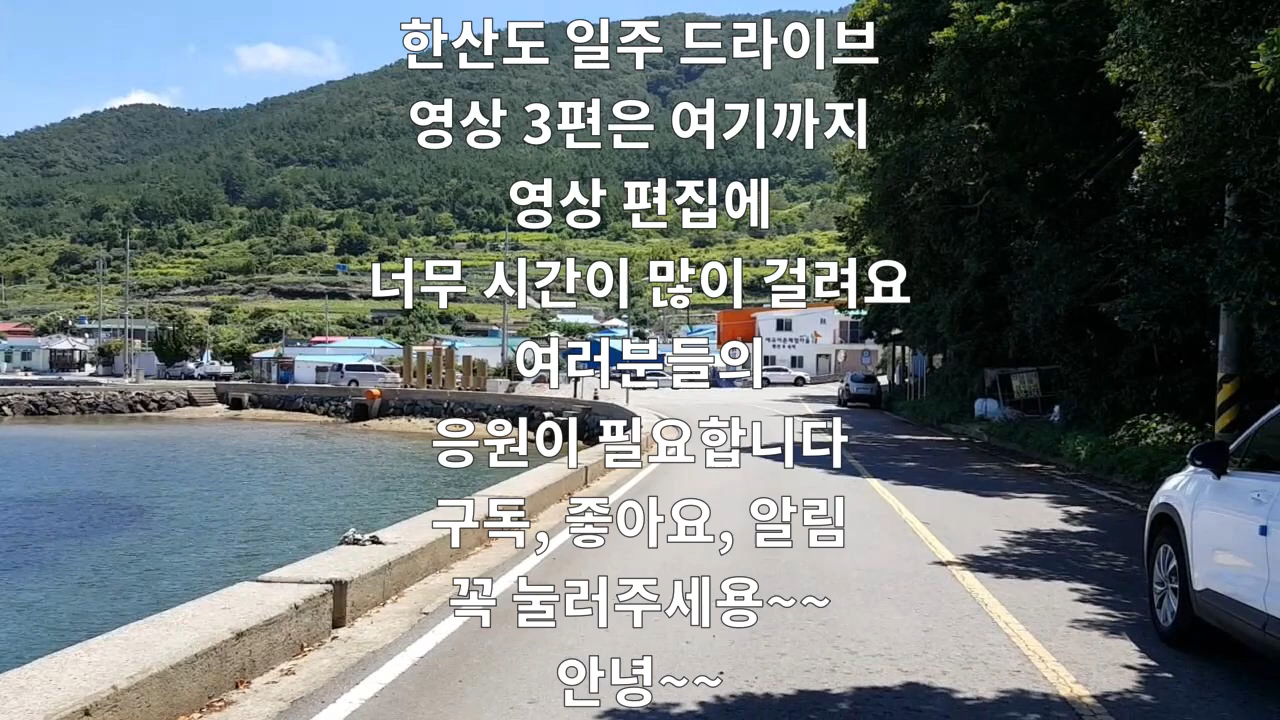 한산도 일주 드라이브
영상 3편은 여기까지
영상 편집에
너무 시간이 많이 걸려요
여러분들의
응원이 필요합니다
구독, 좋아요, 알림
꼭 눌러주세용~~
안녕~~